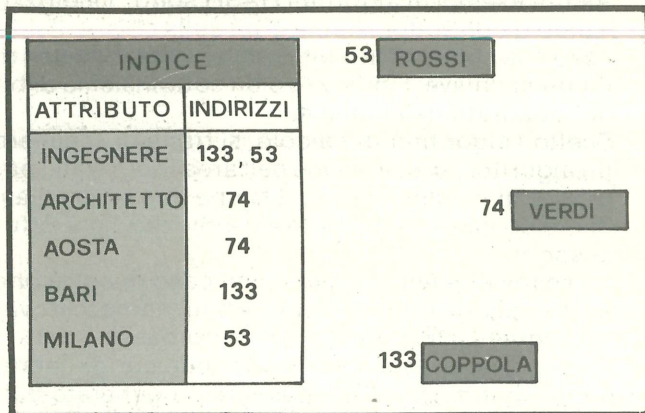 INDICE
ATTRIBUTO INDIRIZZI
INGEGNERE 133, 53
ARCHITETTO 74
AOSTA 74
BARI 133
MILANO 53
53 ROSSI
74 VERDI
133 COPPOLA